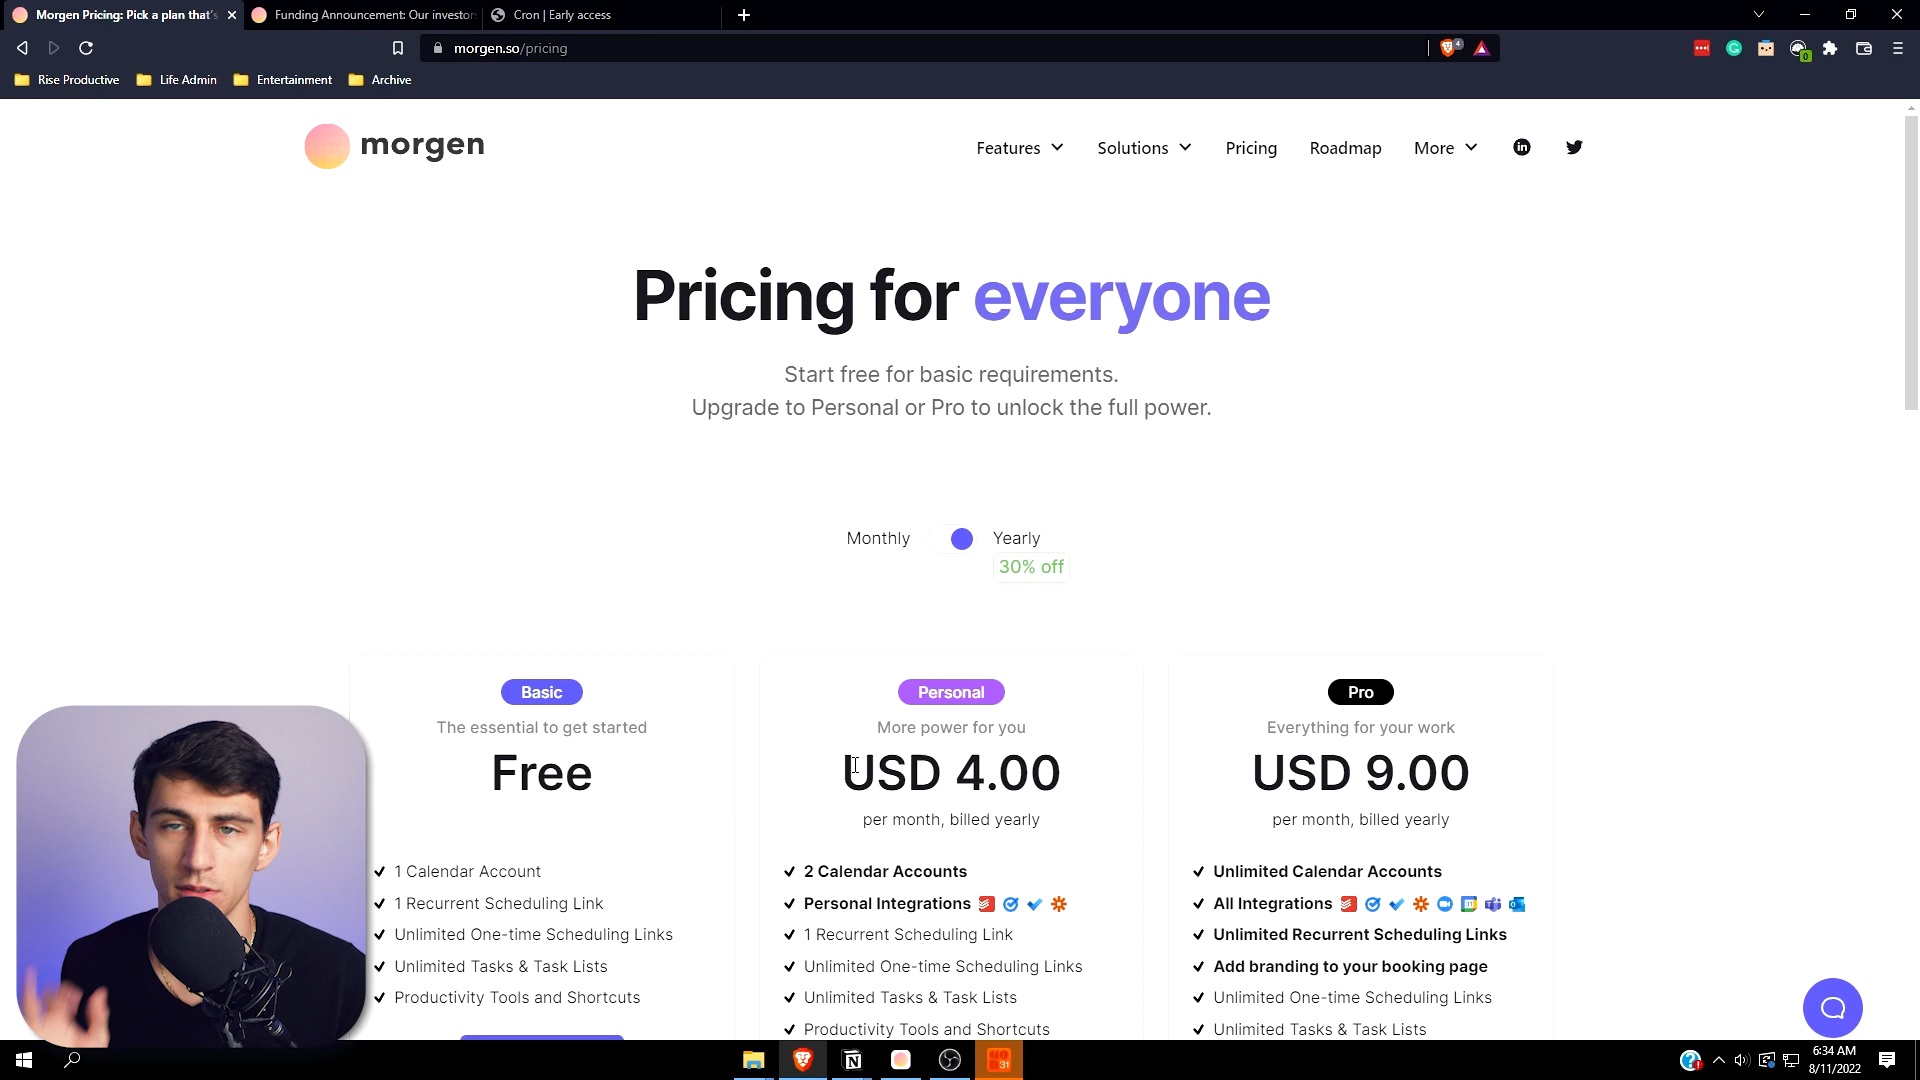 Morgen Pricing: Pick a plan that's
Funding Announcement: Our investor
Cron | Early access
morgen.so/pricing
4
0
Rise Productive
Life Admin
Entertainment
Archive
morgen
Features
Solutions
Pricing
Roadmap
More
in
Pricing for everyone
Start free for basic requirements.
Upgrade to Personal or Pro to unlock the full power.
Monthly
Yearly
30% off
Basic
The essential to get started
Free
1 Calendar Account
1 Recurrent Scheduling Link
Unlimited One-time Scheduling Links
Unlimited Tasks & Task Lists
Productivity Tools and Shortcuts
Personal
More power for you
USD 4.00
per month, billed yearly
2 Calendar Accounts
Personal Integrations
1 Recurrent Scheduling Link
Unlimited One-time Scheduling Links
Unlimited Tasks & Task Lists
Productivity Tools and Shortcuts
Pro
Everything for your work
USD 9.00
per month, billed yearly
Unlimited Calendar Accounts
All Integrations
Unlimited Recurrent Scheduling Links
Add branding to your booking page
Unlimited One-time Scheduling Links
Unlimited Tasks & Task Lists
31
6:34 AM
8/11/2022